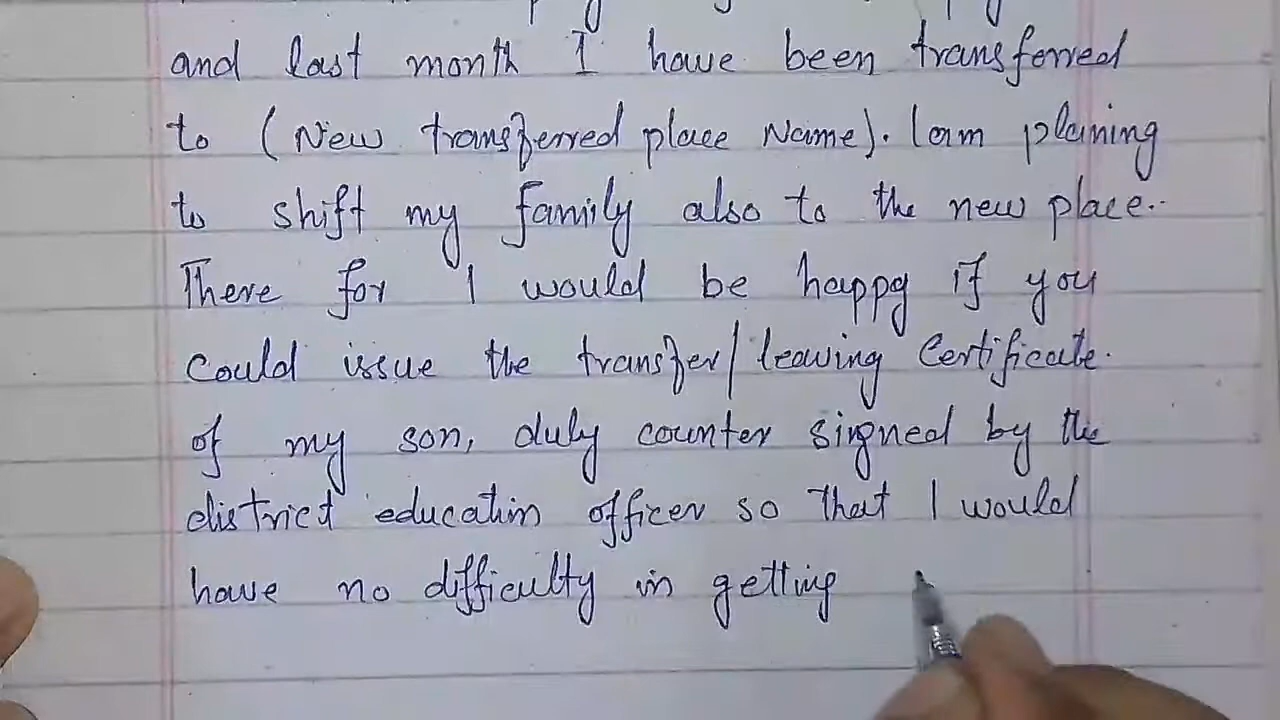 and last month I have been transferred
to (New transferred place Name). I am planing
to shift my family also to the new place..
There for I would be happy if you
could issue the transfer/leaving Certificate.
of my son, duly counter signed by the
district education officer so that I would
have no difficulty in getting